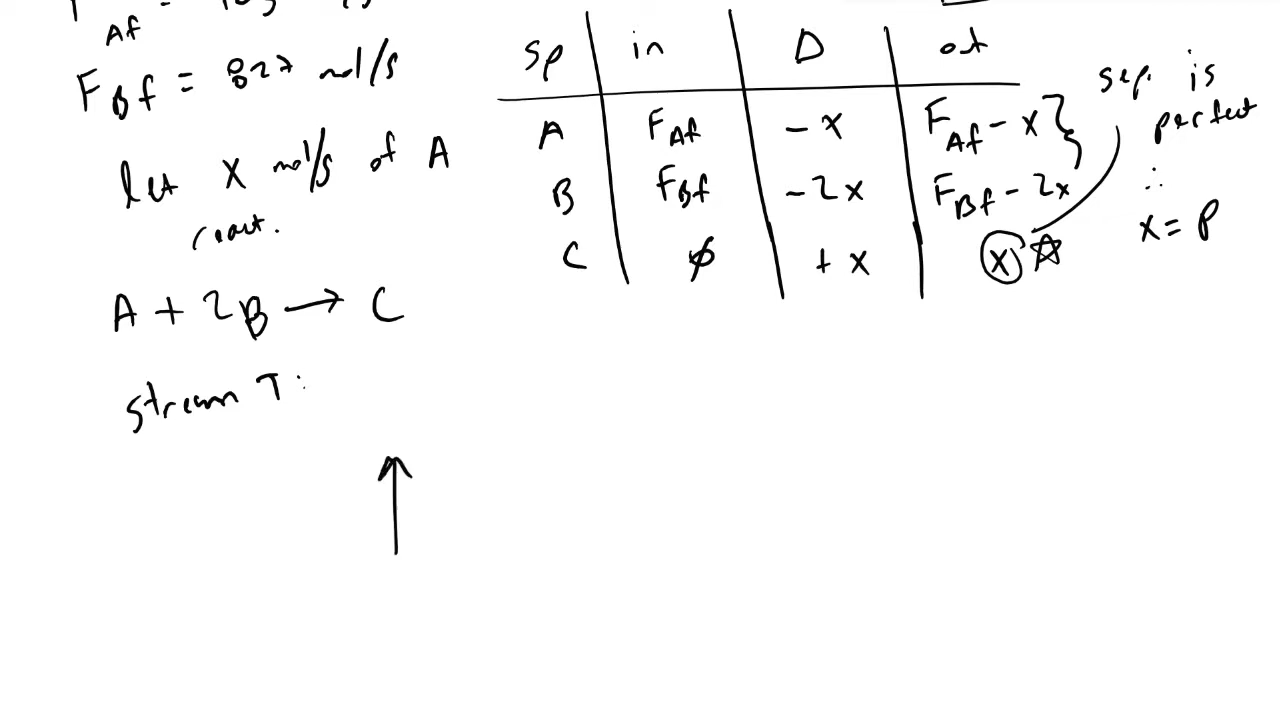 AF
F_Bf = 827 mol/s
let x mol/s of A
react.
A + 2B → C
stream T:
Sp | in | Δ | out
A | F_Af | - x | F_Af - x
B | F_Bf | - 2x | F_Bf - 2x
C | ϕ | + x | x ☆
sep. is
perfect
∴
x = P